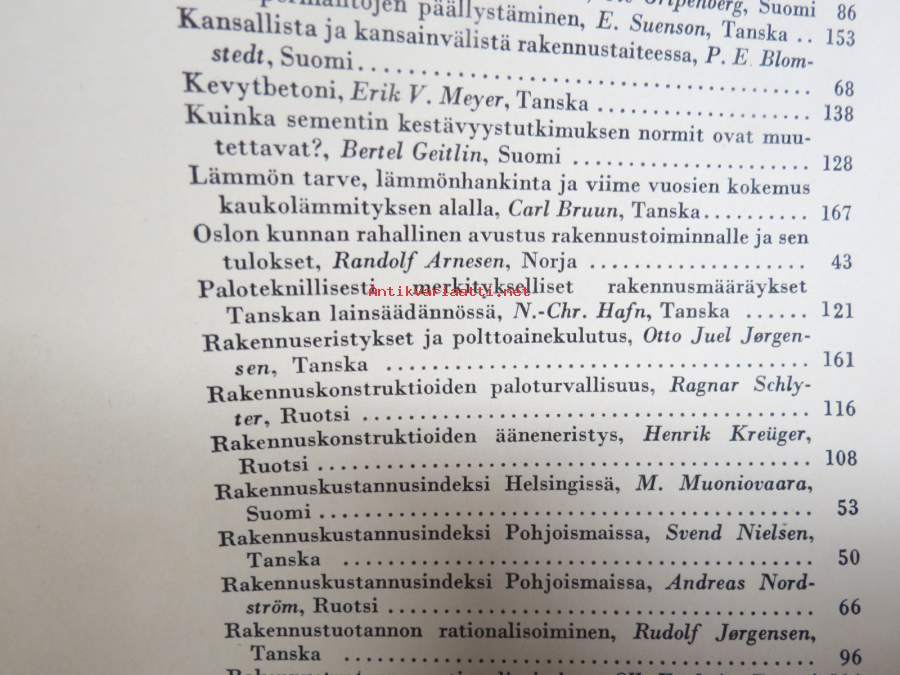 päällystäminen, E. Suenson, Tanska .. 153
Gripenberg, Suomi 86
Kansallista ja kansainvälistä rakennustaiteessa, P. E. Blom-
stedt, Suomi........................................ 68
Kevytbetoni, Erik V. Meyer, Tanska .................. 138
Kuinka sementin kestävyystutkimuksen normit ovat muu-
tettavat?, Bertel Geitlin, Suomi .................... 128
Lämmön tarve, lämmönhankinta ja viime vuosien kokemus
kaukolämmityksen alalla, Carl Bruun, Tanska.......... 167
Oslon kunnan rahallinen avustus rakennustoiminnalle ja sen
tulokset, Randolf Arnesen, Norja .................. 43
Paloteknillisesti merkitykselliset rakennusmääräykset
Antikvariaatti.net
Tanskan lainsäädännössä, N.-Chr. Hafn, Tanska ...... 121
Rakennuseristykset ja polttoainekulutus, Otto Juel Jørgen-
sen, Tanska ........................................ 161
Rakennuskonstruktioiden paloturvallisuus, Ragnar Schly-
ter, Ruotsi ........................................ 116
Rakennuskonstruktioiden ääneneristys, Henrik Kreüger,
Ruotsi ............................................. 108
Rakennuskustannusindeksi Helsingissä, M. Muoniovaara,
Suomi .............................................. 53
Rakennuskustannusindeksi Pohjoismaissa, Svend Nielsen,
Tanska ............................................. 50
Rakennuskustannusindeksi Pohjoismaissa, Andreas Nord-
ström, Ruotsi ...................................... 66
Rakennustuotannon rationalisoiminen, Rudolf Jørgensen,
Tanska ............................................. 96